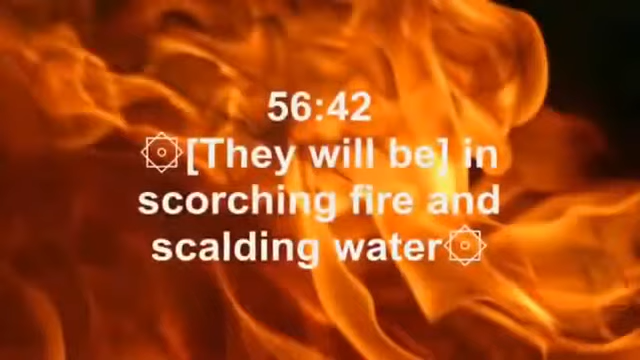 56:42
۞[They will be] in
scorching fire and
scalding water۞